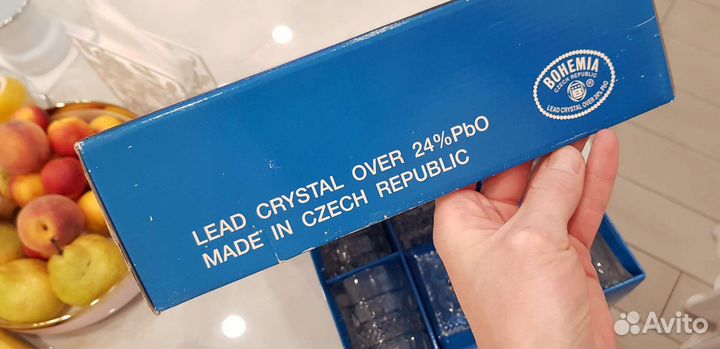 LEAD CRYSTAL OVER 24%PbO
MADE IN CZECH REPUBLIC
BOHEMIA
CZECH REPUBLIC
®
LEAD CRYSTAL OVER 24% PbO
Avito